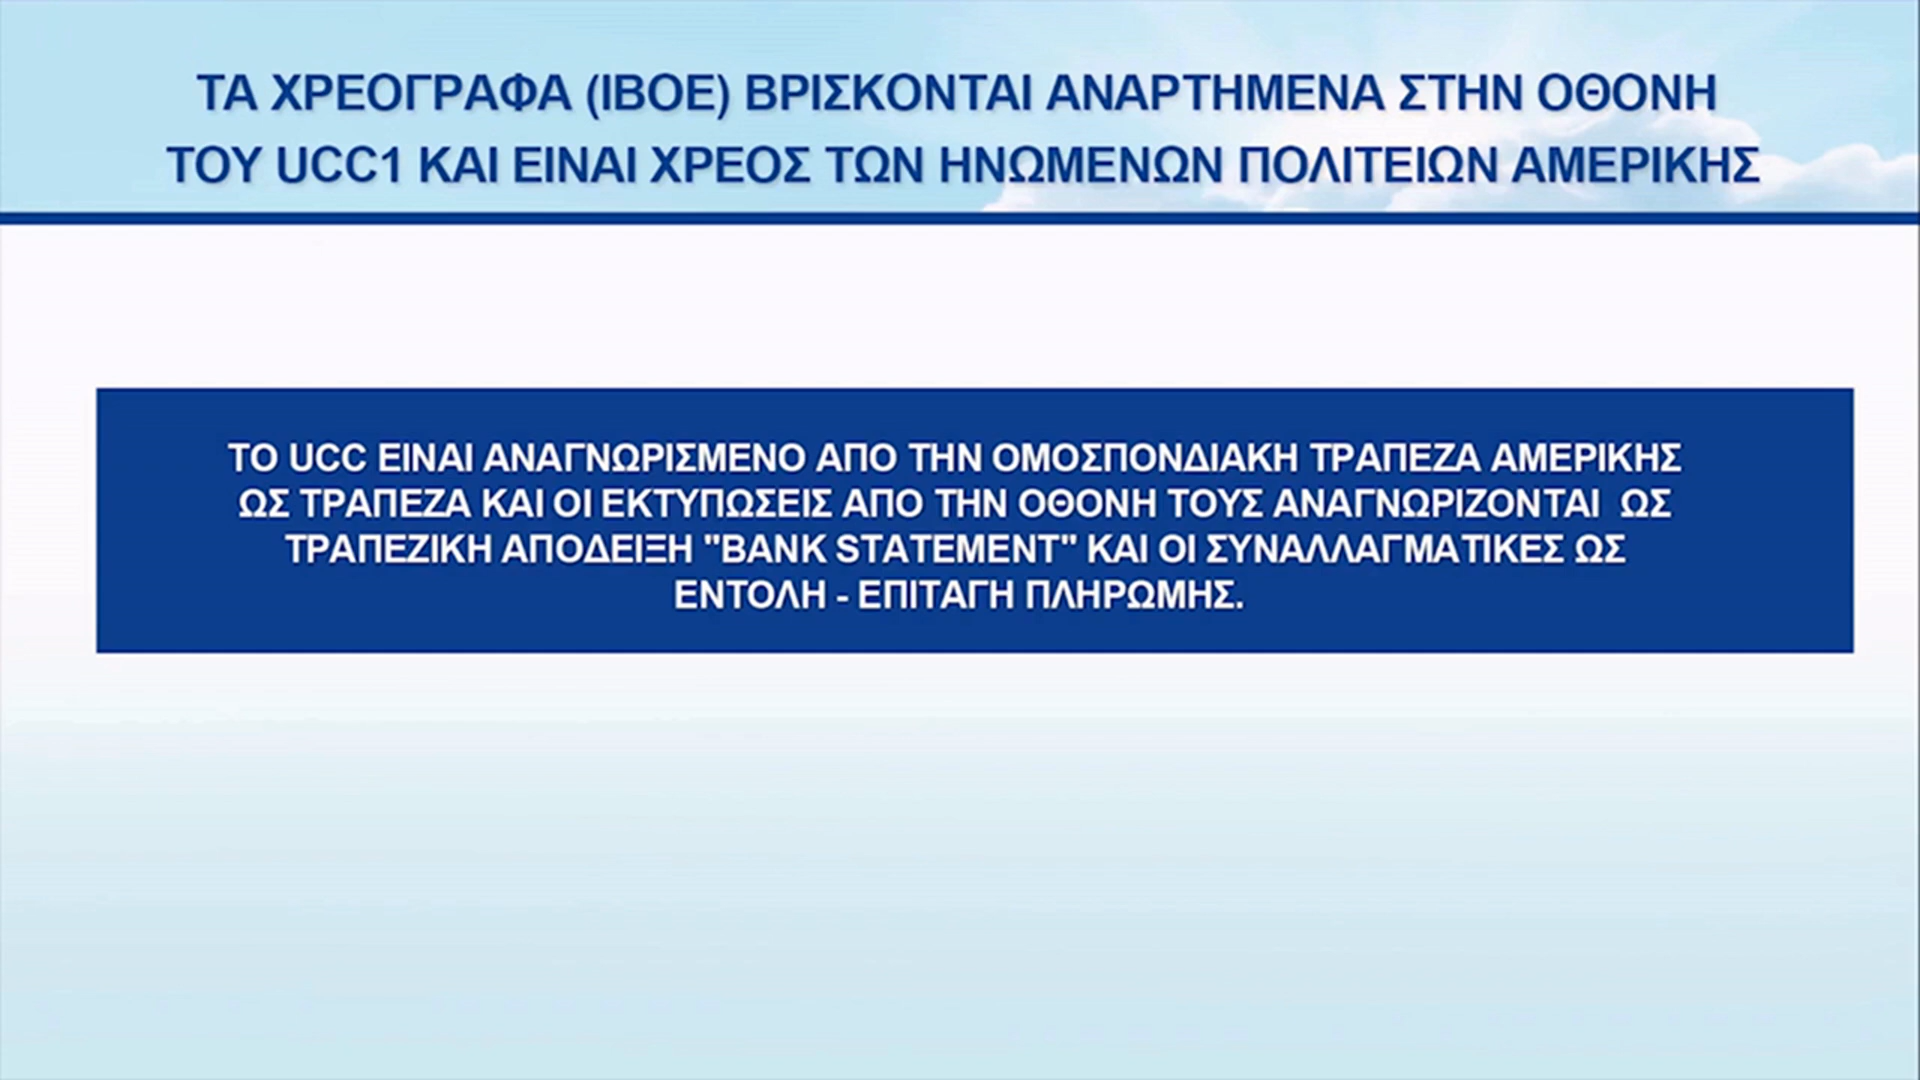 ΤΑ ΧΡΕΟΓΡΑΦΑ (IBOE) ΒΡΙΣΚΟΝΤΑΙ ΑΝΑΡΤΗΜΕΝΑ ΣΤΗΝ ΟΘΟΝΗ
ΤΟΥ UCC1 ΚΑΙ ΕΙΝΑΙ ΧΡΕΟΣ ΤΩΝ ΗΝΩΜΕΝΩΝ ΠΟΛΙΤΕΙΩΝ ΑΜΕΡΙΚΗΣ
ΤΟ UCC ΕΙΝΑΙ ΑΝΑΓΝΩΡΙΣΜΕΝΟ ΑΠΟ ΤΗΝ ΟΜΟΣΠΟΝΔΙΑΚΗ ΤΡΑΠΕΖΑ ΑΜΕΡΙΚΗΣ
ΩΣ ΤΡΑΠΕΖΑ ΚΑΙ ΟΙ ΕΚΤΥΠΩΣΕΙΣ ΑΠΟ ΤΗΝ ΟΘΟΝΗ ΤΟΥΣ ΑΝΑΓΝΩΡΙΖΟΝΤΑΙ ΩΣ
ΤΡΑΠΕΖΙΚΗ ΑΠΟΔΕΙΞΗ "BANK STATEMENT" ΚΑΙ ΟΙ ΣΥΝΑΛΛΑΓΜΑΤΙΚΕΣ ΩΣ
ΕΝΤΟΛΗ - ΕΠΙΤΑΓΗ ΠΛΗΡΩΜΗΣ.